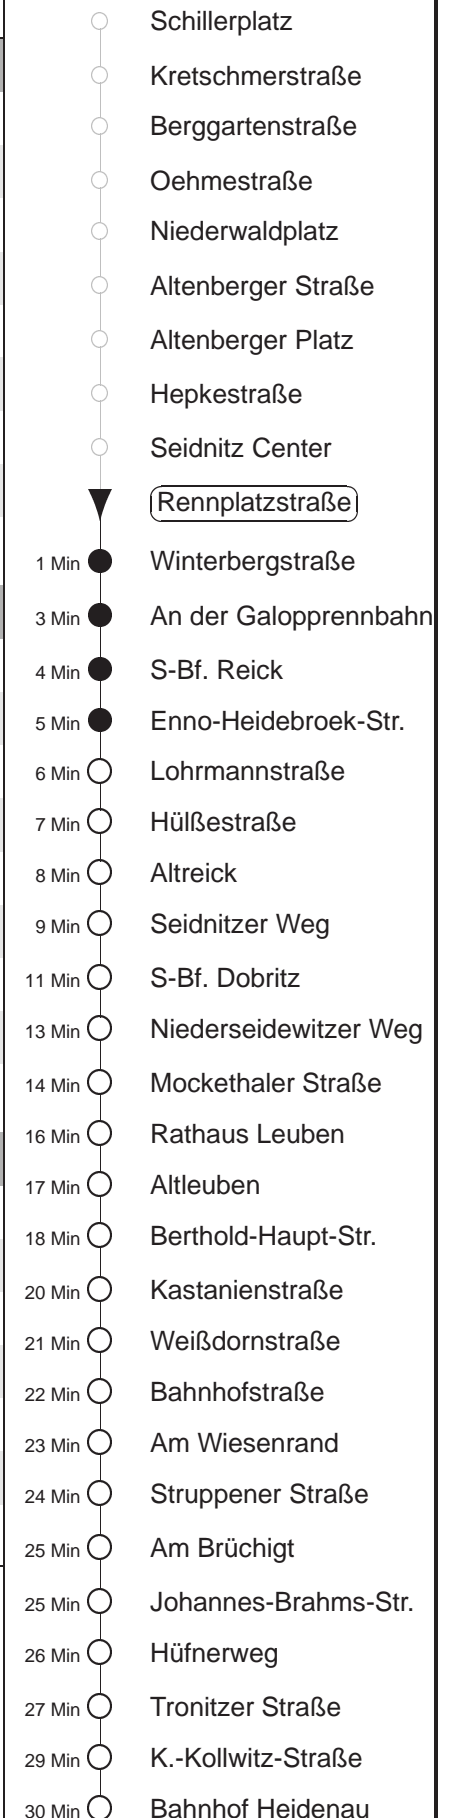 Schillerplatz
Kretschmerstraße
Berggartenstraße
Oehmestraße
Niederwaldplatz
Altenberger Straße
Altenberger Platz
Hepkestraße
Seidnitz Center
Rennplatzstraße
1 Min Winterbergstraße
3 Min An der Galopprennbahn
4 Min S-Bf. Reick
5 Min Enno-Heidebroek-Str.
6 Min Lohrmannstraße
7 Min Hülßestraße
8 Min Altreick
9 Min Seidnitzer Weg
11 Min S-Bf. Dobritz
13 Min Niederseidewitzer Weg
14 Min Mockethaler Straße
16 Min Rathaus Leuben
17 Min Altleuben
18 Min Berthold-Haupt-Str.
20 Min Kastanienstraße
21 Min Weißdornstraße
22 Min Bahnhofstraße
23 Min Am Wiesenrand
24 Min Struppener Straße
25 Min Am Brüchigt
25 Min Johannes-Brahms-Str.
26 Min Hüfnerweg
27 Min Tronitzer Straße
29 Min K.-Kollwitz-Straße
30 Min Bahnhof Heidenau